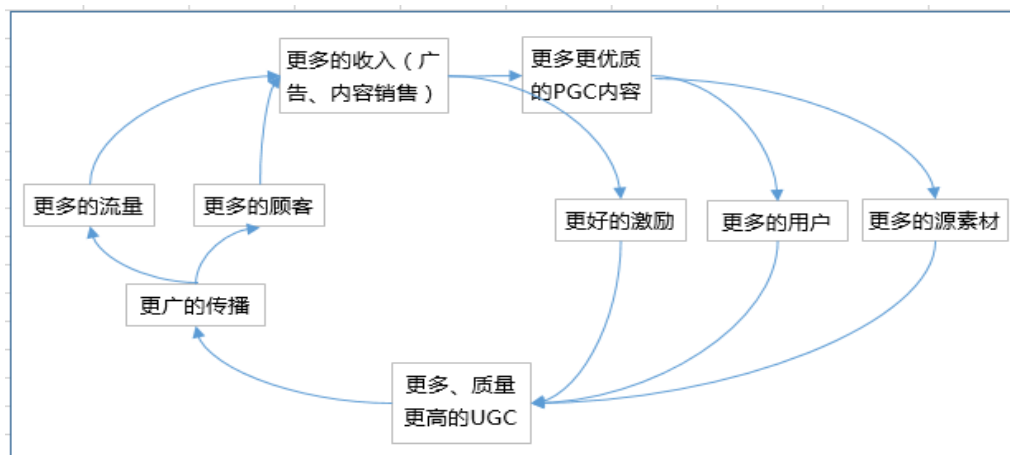 更多的收入（广
告、内容销售）
更多更优质
的PGC内容
更多的流量
更多的顾客
更好的激励
更多的用户
更多的源素材
更广的传播
更多、质量
更高的UGC